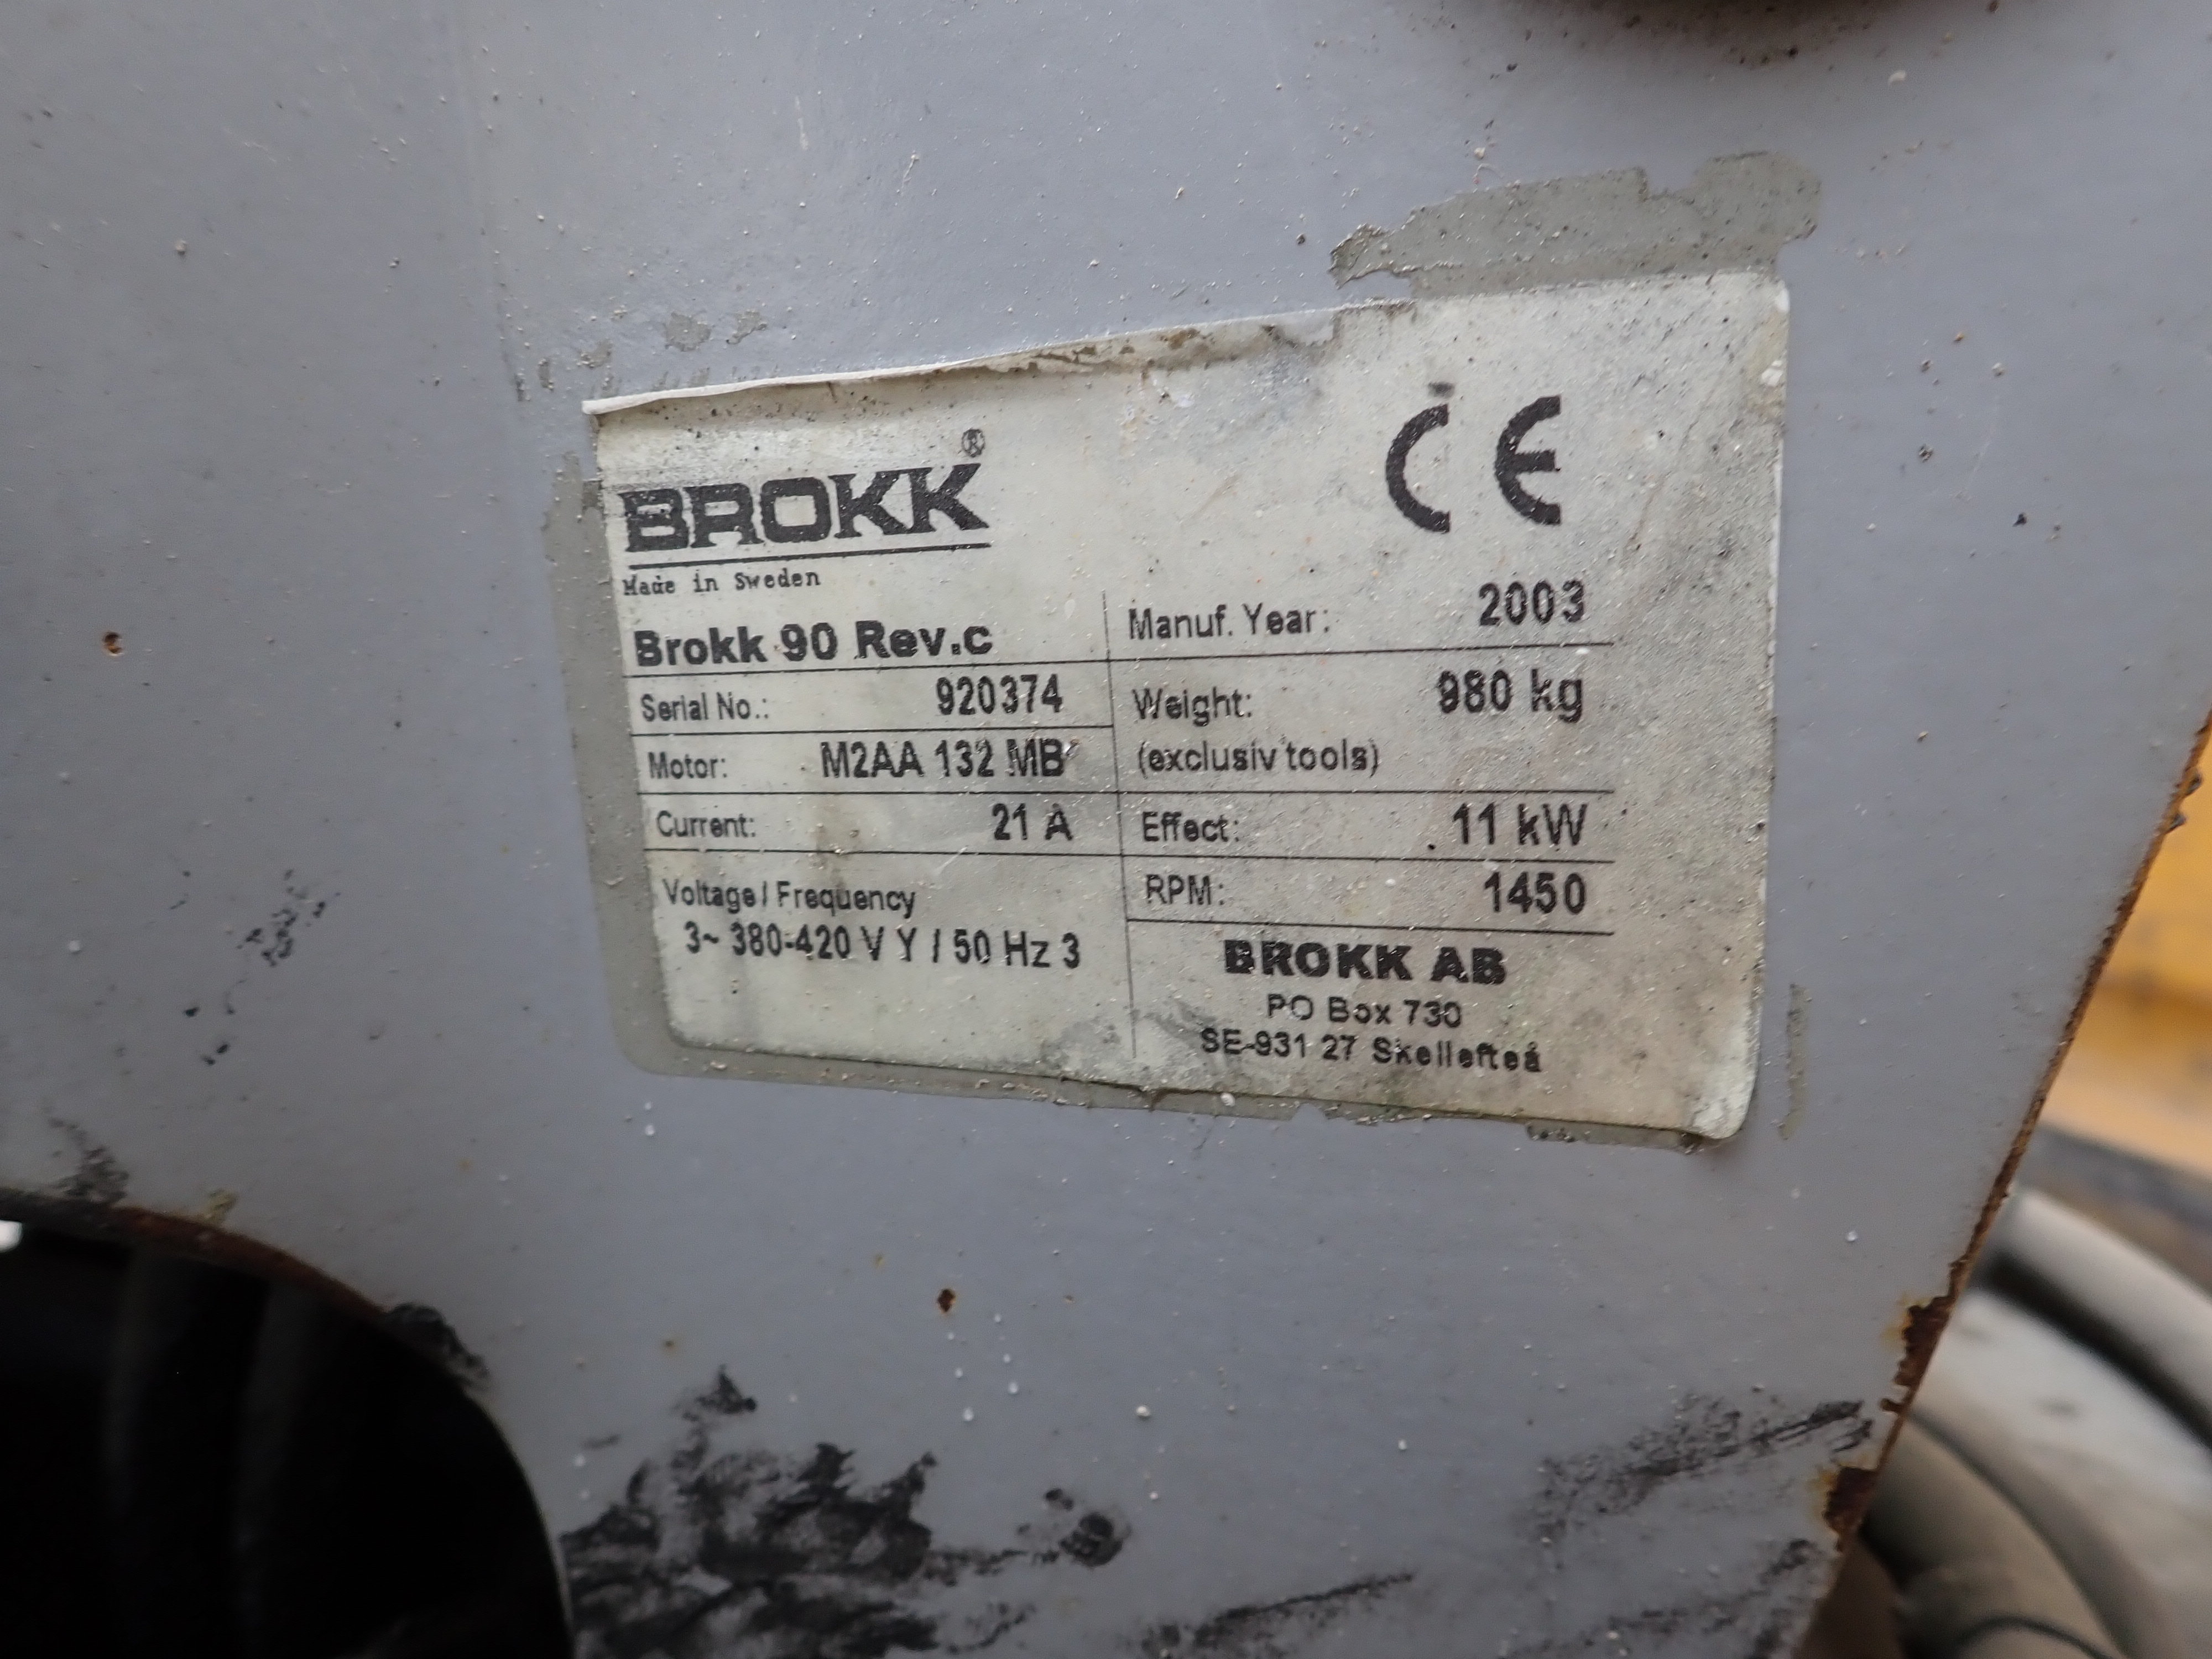 BROKK®
CE
Made in Sweden
Brokk 90 Rev.c
Manuf. Year: 2003
Serial No.: 920374
Weight: 980 kg
(exclusiv tools)
Motor: M2AA 132 MB
Current: 21 A
Effect: 11 kW
Voltage / Frequency
3~ 380-420 V Y / 50 Hz 3
RPM: 1450
BROKK AB
PO Box 730
SE-931 27 Skellefteå